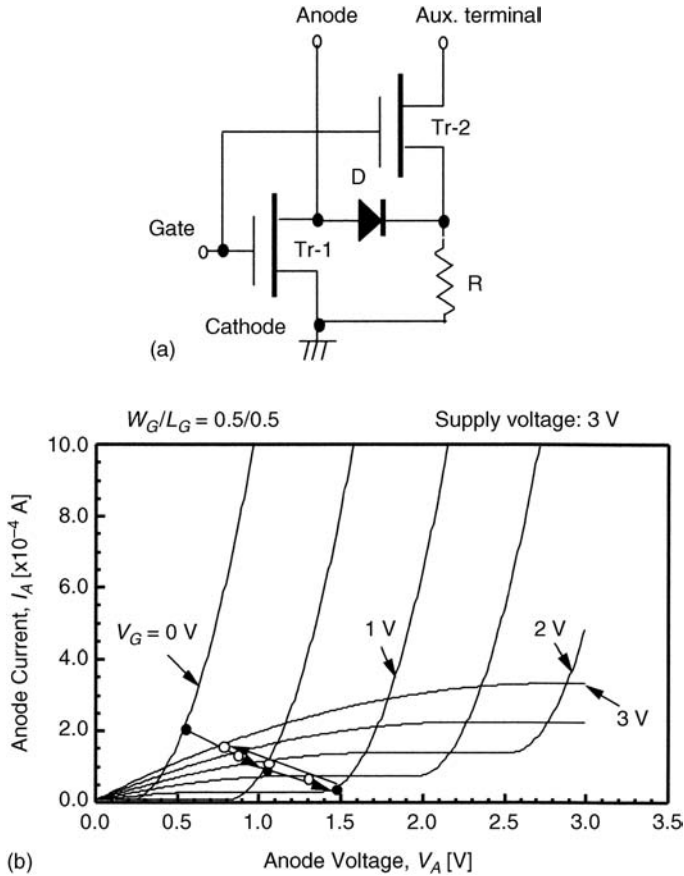 Anode
Aux. terminal
Tr-2
D
Gate
Tr-1
R
Cathode
(a)
W_G/L_G = 0.5/0.5
Supply voltage: 3 V
10.0
8.0
6.0
4.0
2.0
0.0
Anode Current, I_A [x10⁻⁴ A]
V_G = 0 V
1 V
2 V
3 V
0.0 0.5 1.0 1.5 2.0 2.5 3.0 3.5
Anode Voltage, V_A [V]
(b)